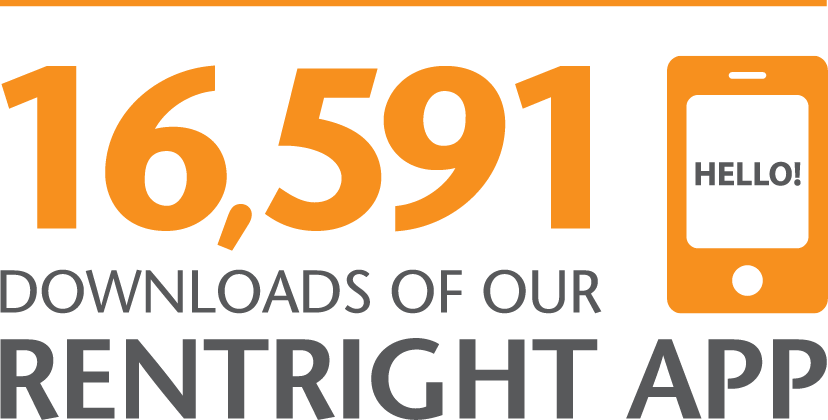 16,591
HELLO!
DOWNLOADS OF OUR
RENTRIGHT APP